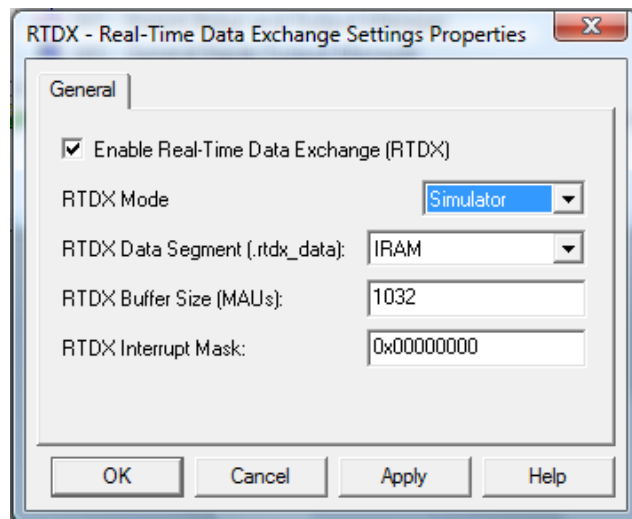 RTDX - Real-Time Data Exchange Settings Properties
General
Enable Real-Time Data Exchange (RTDX)
RTDX Mode Simulator
RTDX Data Segment (.rtdx_data): IRAM
RTDX Buffer Size (MAUs): 1032
RTDX Interrupt Mask: 0x00000000
OK Cancel Apply Help